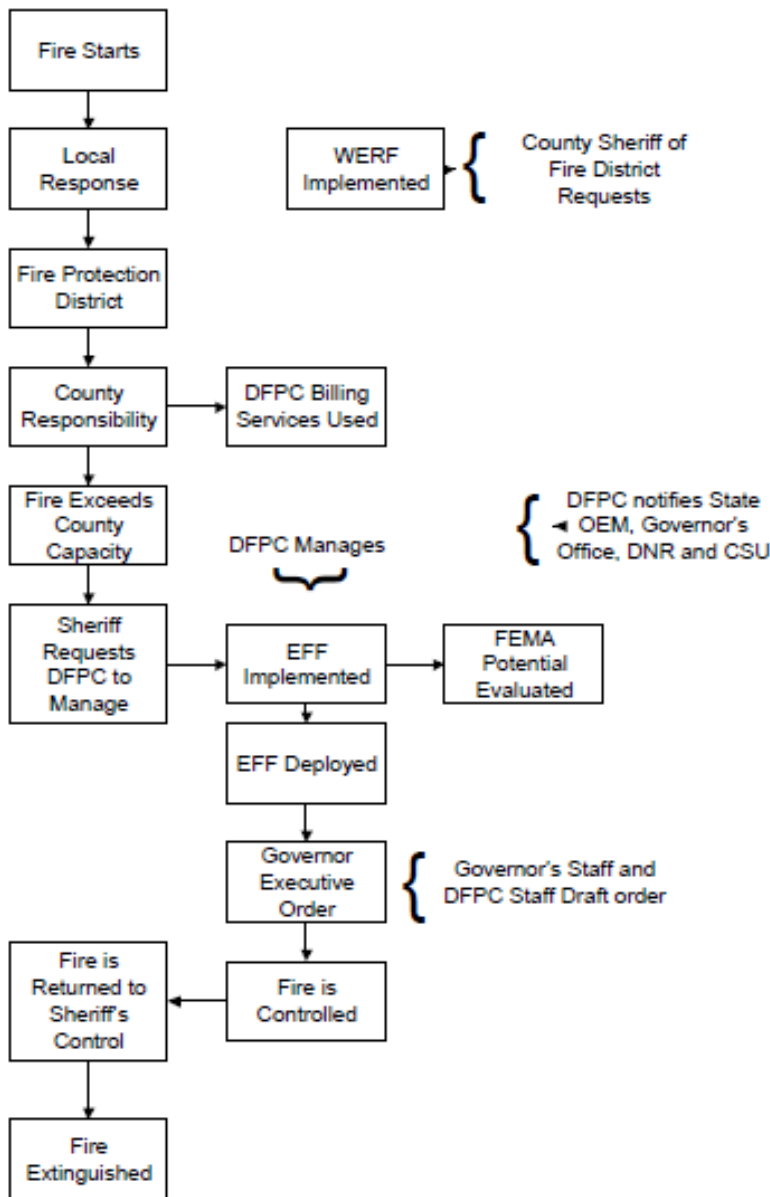 Fire Starts
Local
Response
WERF
Implemented
County Sheriff of
Fire District
Requests
Fire Protection
District
County
Responsibility
DFPC Billing
Services Used
Fire Exceeds
County
Capacity
DFPC Manages
DFPC notifies State
OEM, Governor's
Office, DNR and CSU
Sheriff
Requests
DFPC to
Manage
EFF
Implemented
FEMA
Potential
Evaluated
EFF Deployed
Governor
Executive
Order
Governor's Staff and
DFPC Staff Draft order
Fire is
Returned to
Sheriff's
Control
Fire is
Controlled
Fire
Extinguished